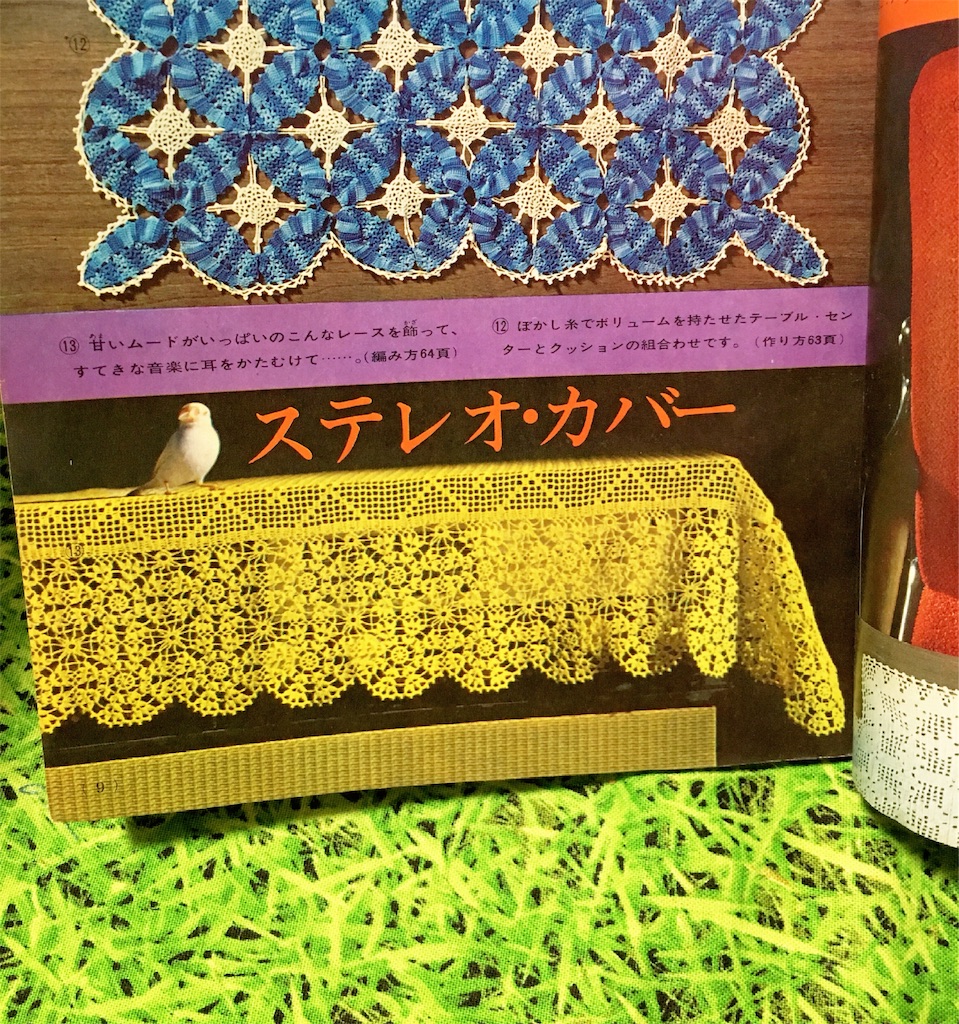 ⑫
⑬ 甘いムードがいっぱいのこんなレースを飾って、
すてきな音楽に耳をかたむけて……。(編み方64頁)
⑫ ぼかし糸でボリュームを持たせたテーブル・セン
ターとクッションの組合わせです。(作り方63頁)
ステレオ・カバー
⑬
(9)